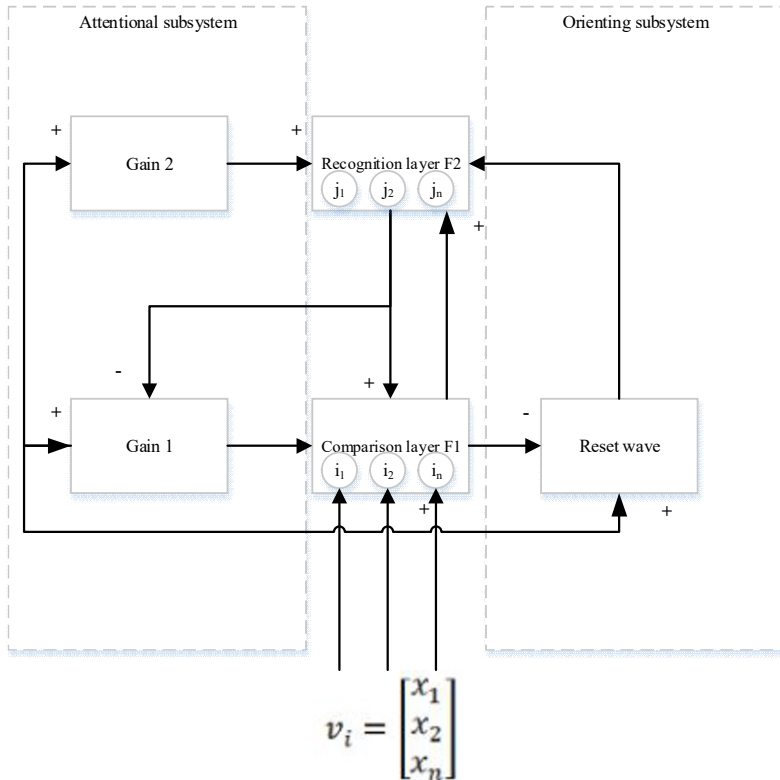 Attentional subsystem
Orienting subsystem
+
+
Gain 2
Recognition layer F2
j₁ j₂ jₙ
+
-
+
+
-
Gain 1
Comparison layer F1
Reset wave
i₁ i₂ iₙ
+
+
vᵢ = [x₁
x₂
xₙ]